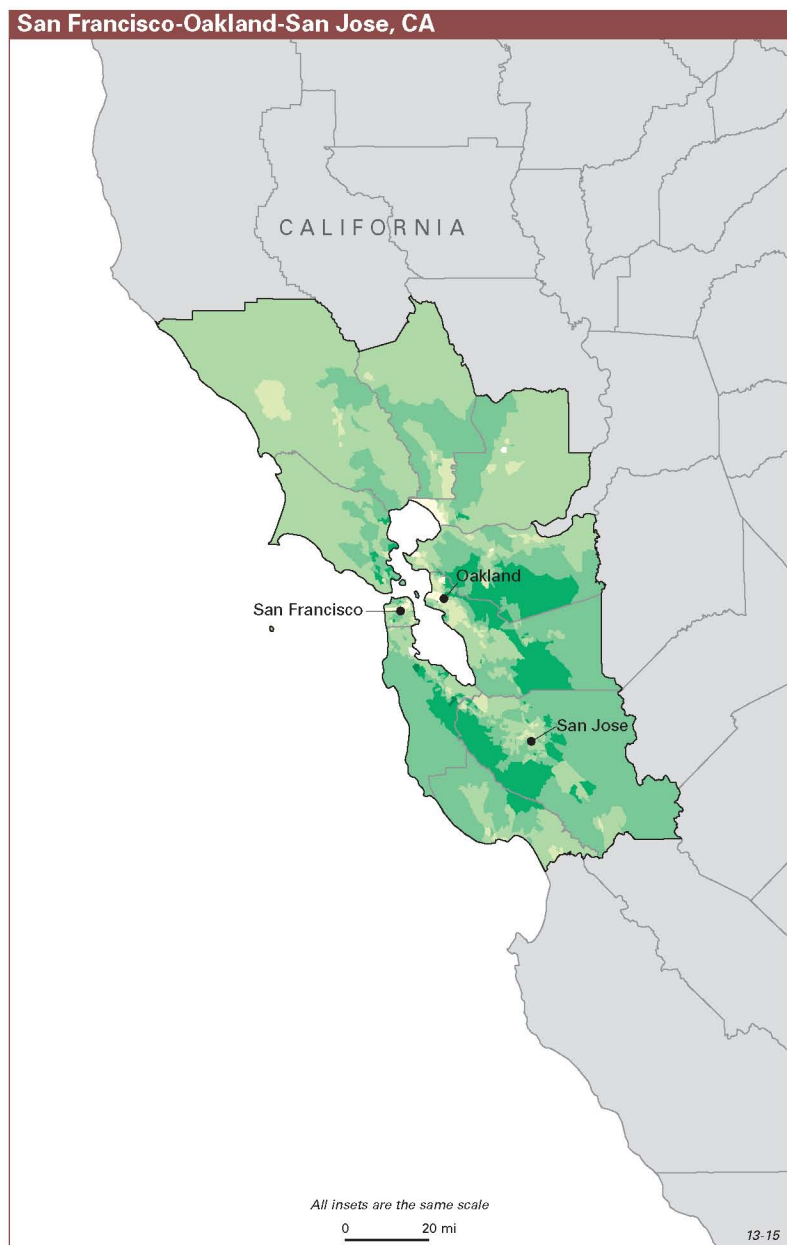 San Francisco-Oakland-San Jose, CA
CALIFORNIA
Oakland
San Francisco
San Jose
All insets are the same scale
0 20 mi
13-15